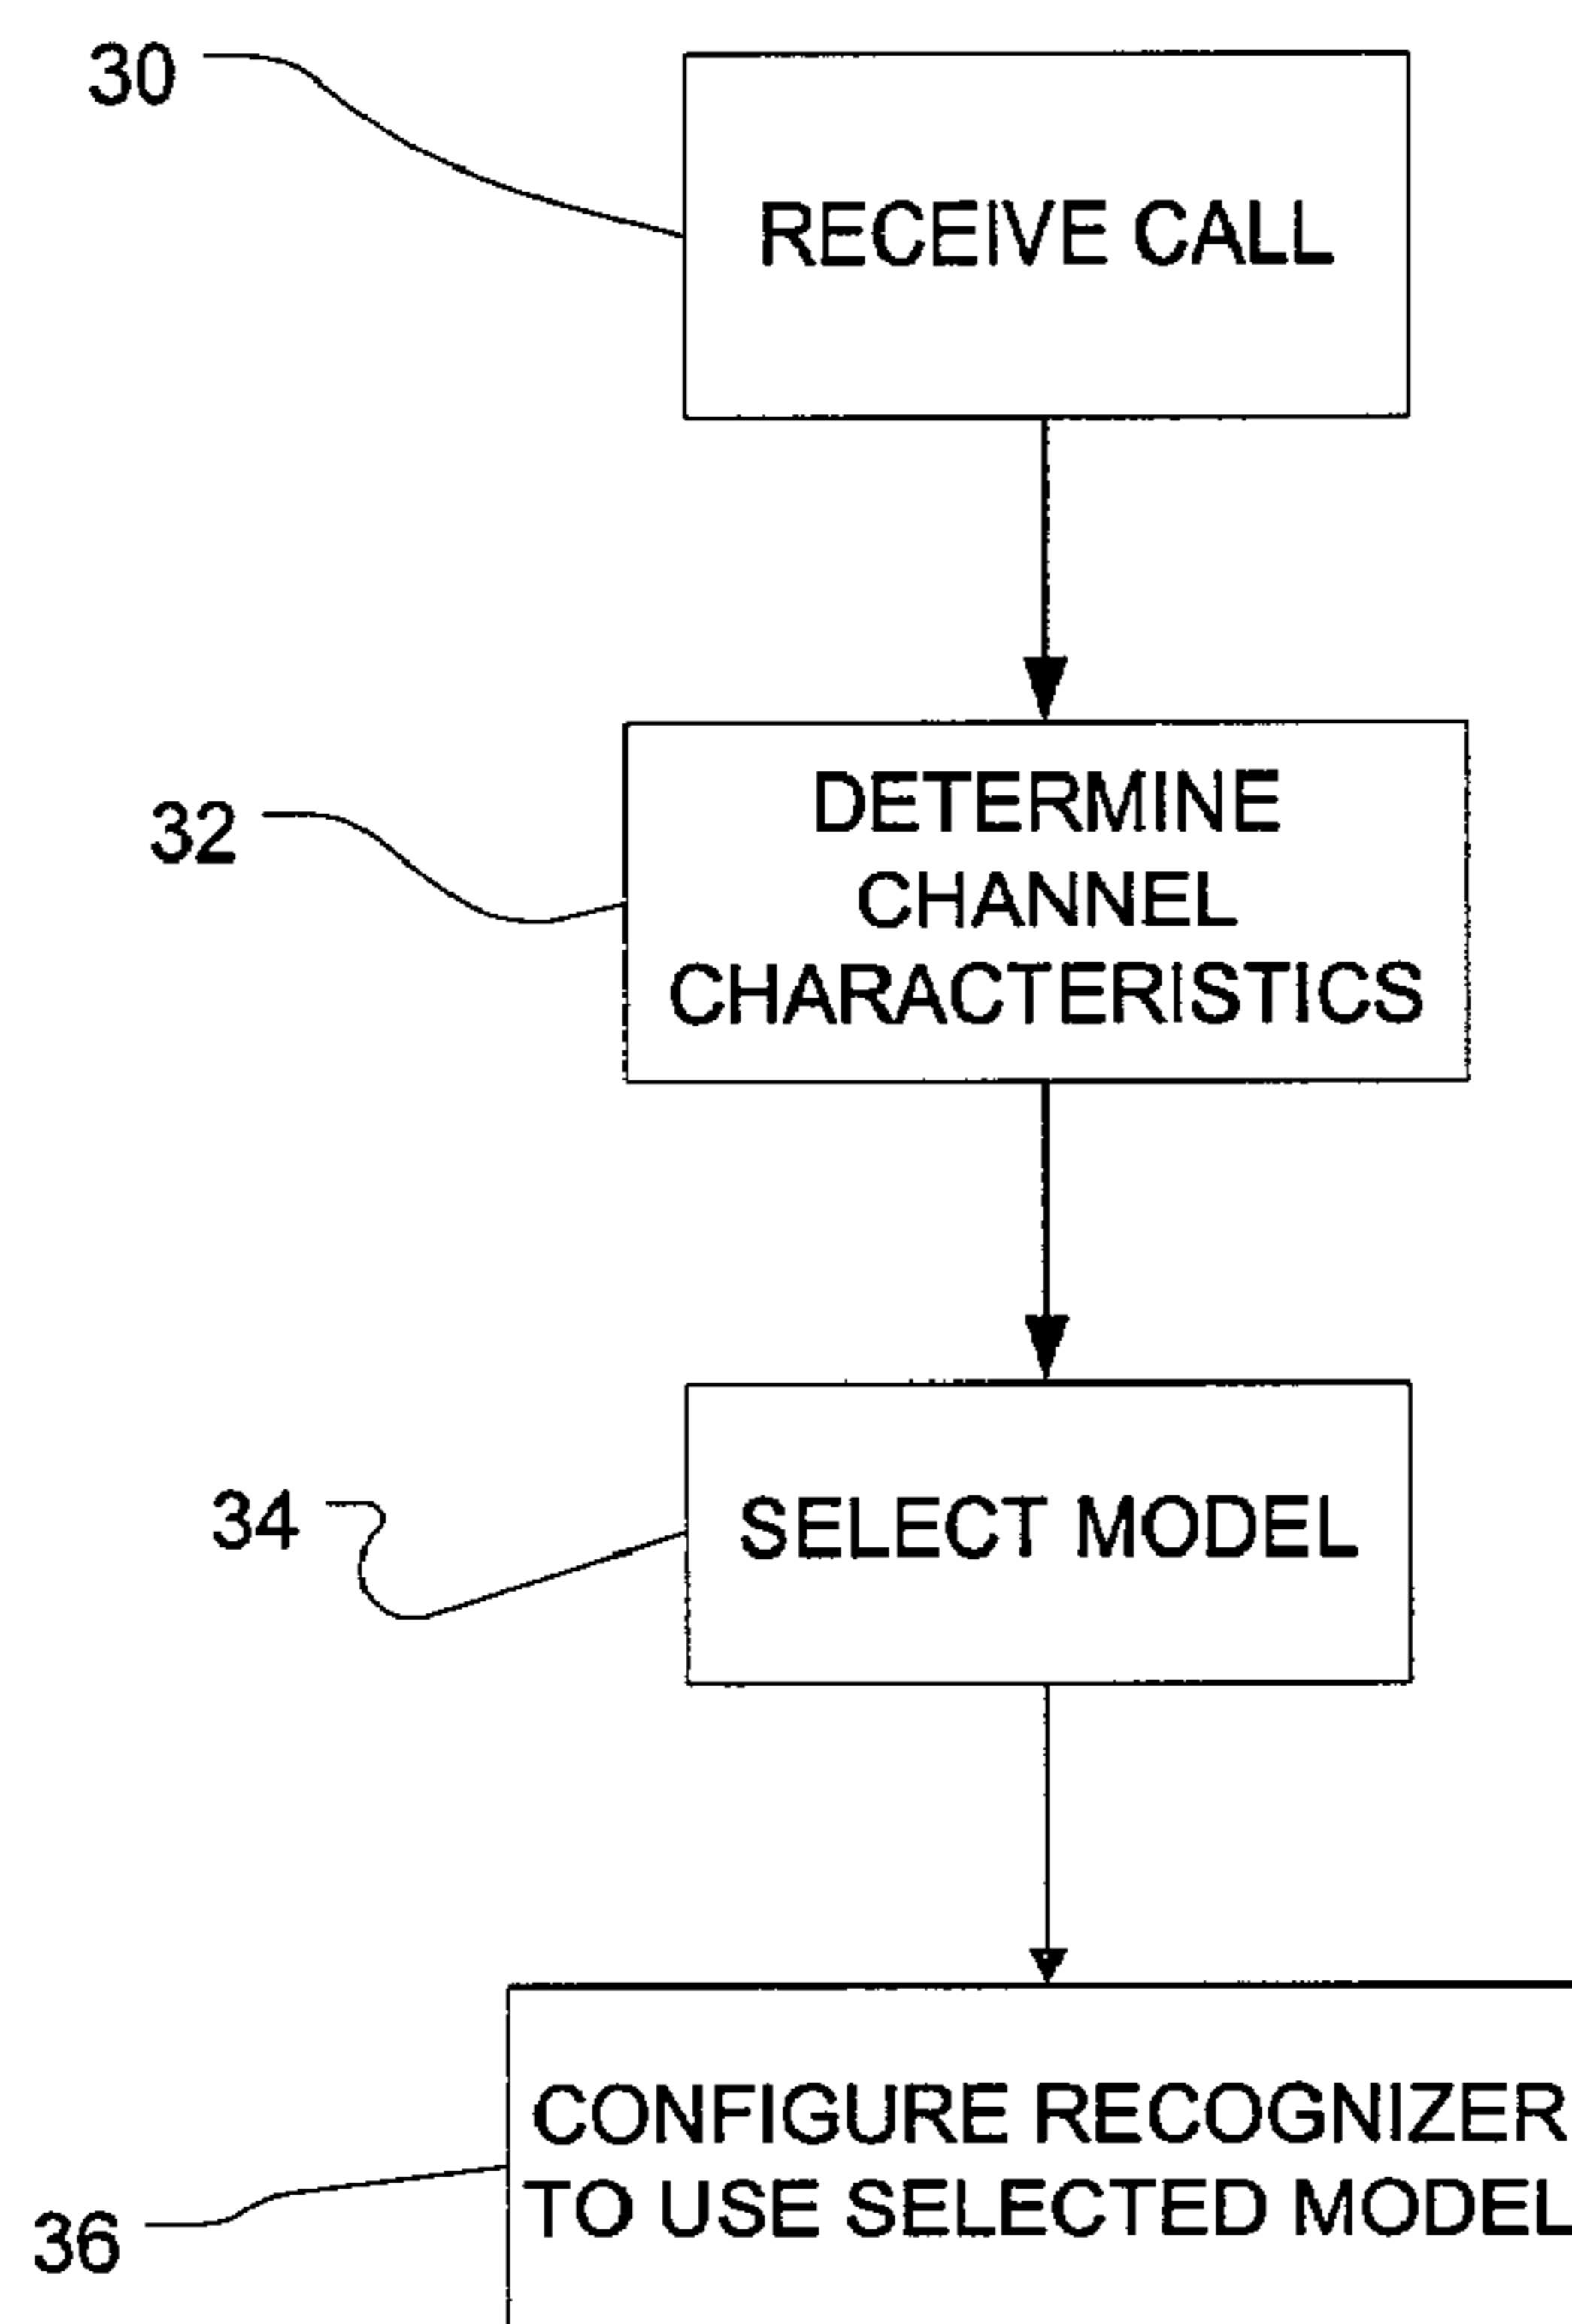 30
RECEIVE CALL
32
DETERMINE
CHANNEL
CHARACTERISTICS
34
SELECT MODEL
36
CONFIGURE RECOGNIZER
TO USE SELECTED MODEL